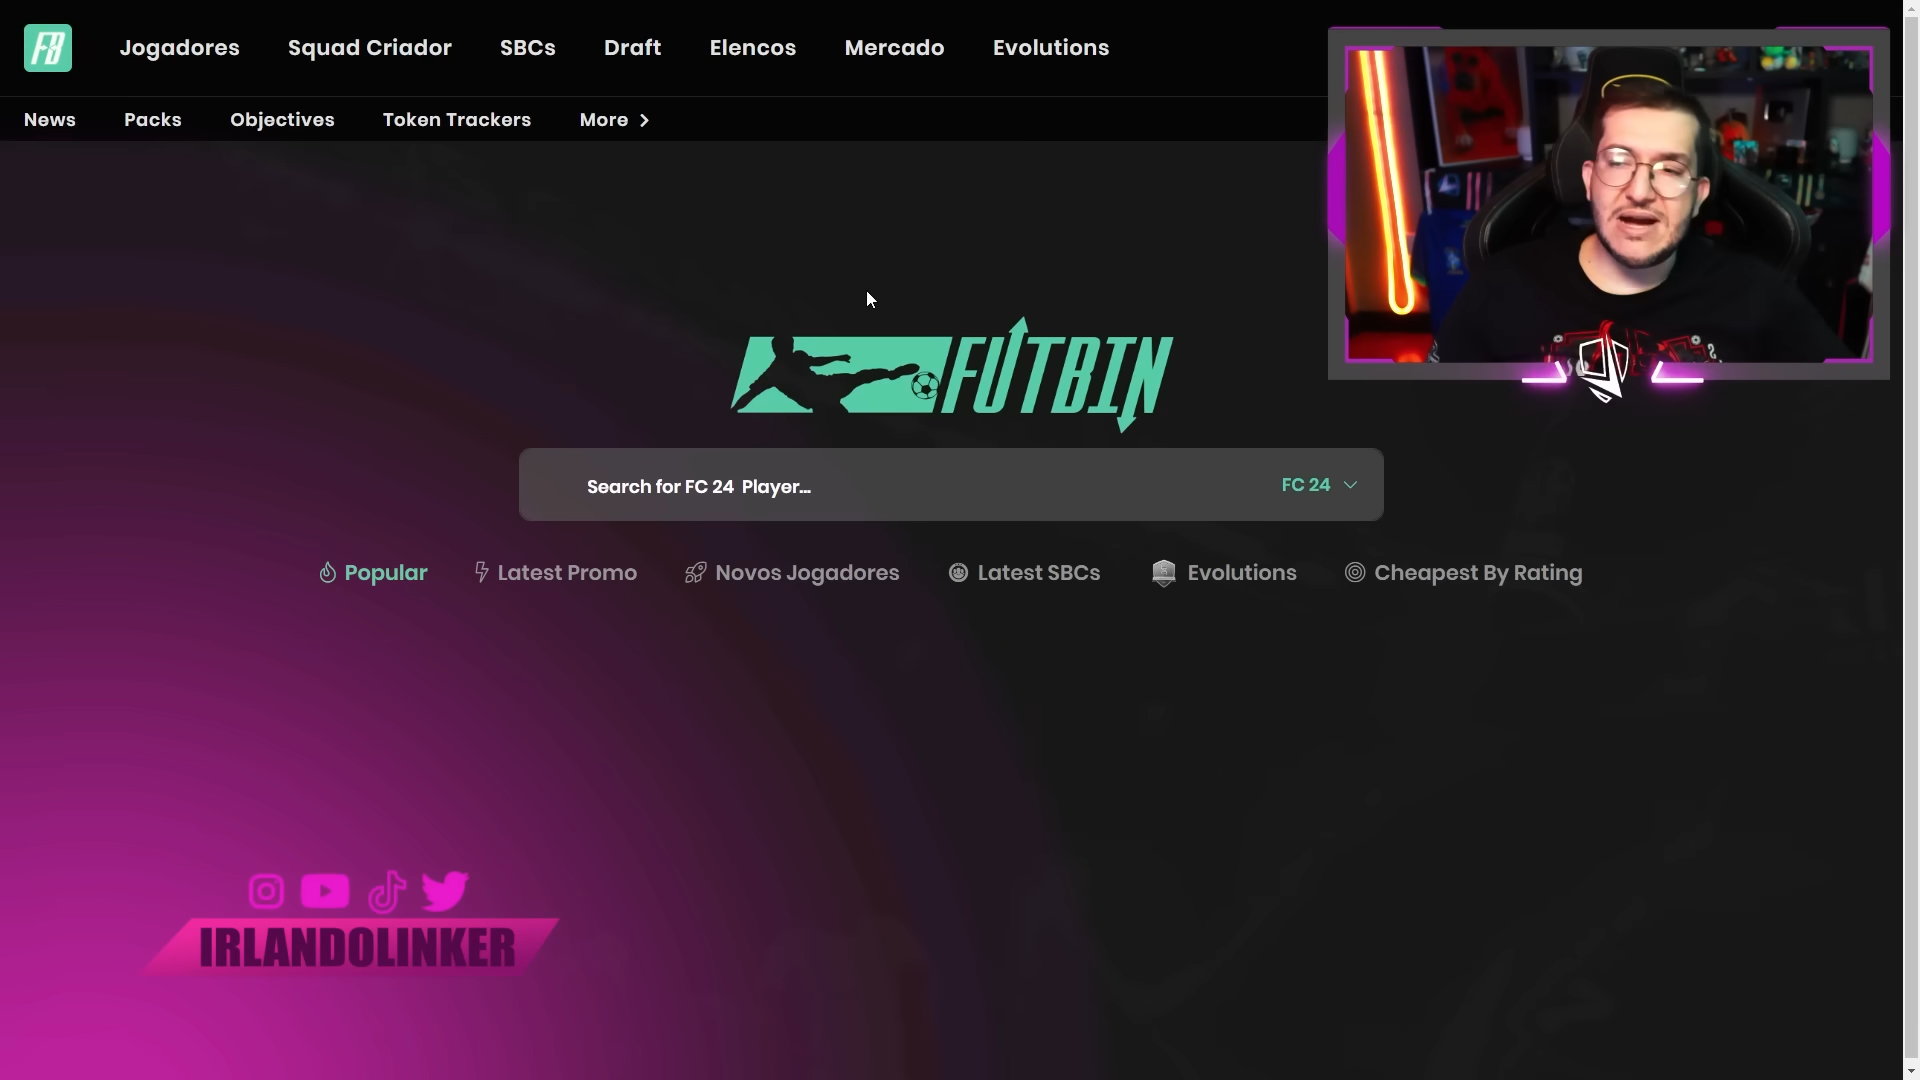 FB
Jogadores Squad Criador SBCs Draft Elencos Mercado Evolutions
News Packs Objectives Token Trackers More
FUTBIN
Search for FC 24 Player...
FC 24
Popular Latest Promo Novos Jogadores Latest SBCs Evolutions Cheapest By Rating
IRLANDOLINKER